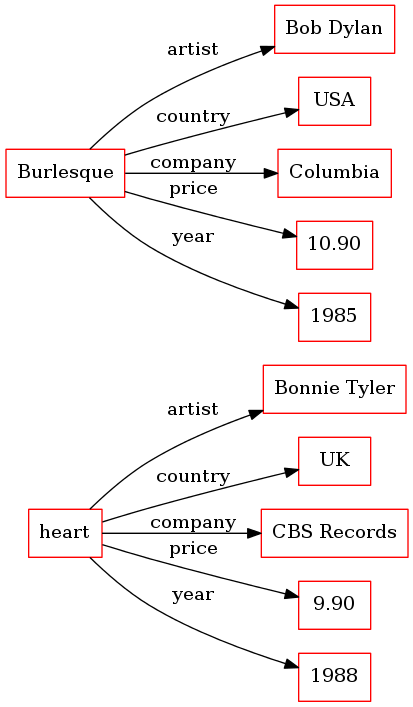 Bob Dylan
artist
USA
country
Burlesque
company
Columbia
price
10.90
year
1985
Bonnie Tyler
artist
UK
country
heart
company
CBS Records
price
9.90
year
1988